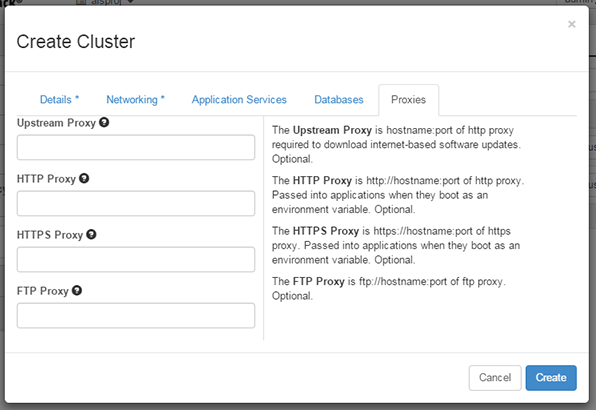 Create Cluster
×
Details *
Networking *
Application Services
Databases
Proxies
Upstream Proxy ?
HTTP Proxy ?
HTTPS Proxy ?
FTP Proxy ?
The Upstream Proxy is hostname:port of http proxy
required to download internet-based software updates.
Optional.
The HTTP Proxy is http://hostname:port of http proxy.
Passed into applications when they boot as an
environment variable. Optional.
The HTTPS Proxy is https://hostname:port of https
proxy. Passed into applications when they boot as an
environment variable. Optional.
The FTP Proxy is ftp://hostname:port of ftp proxy.
Optional.
Cancel
Create